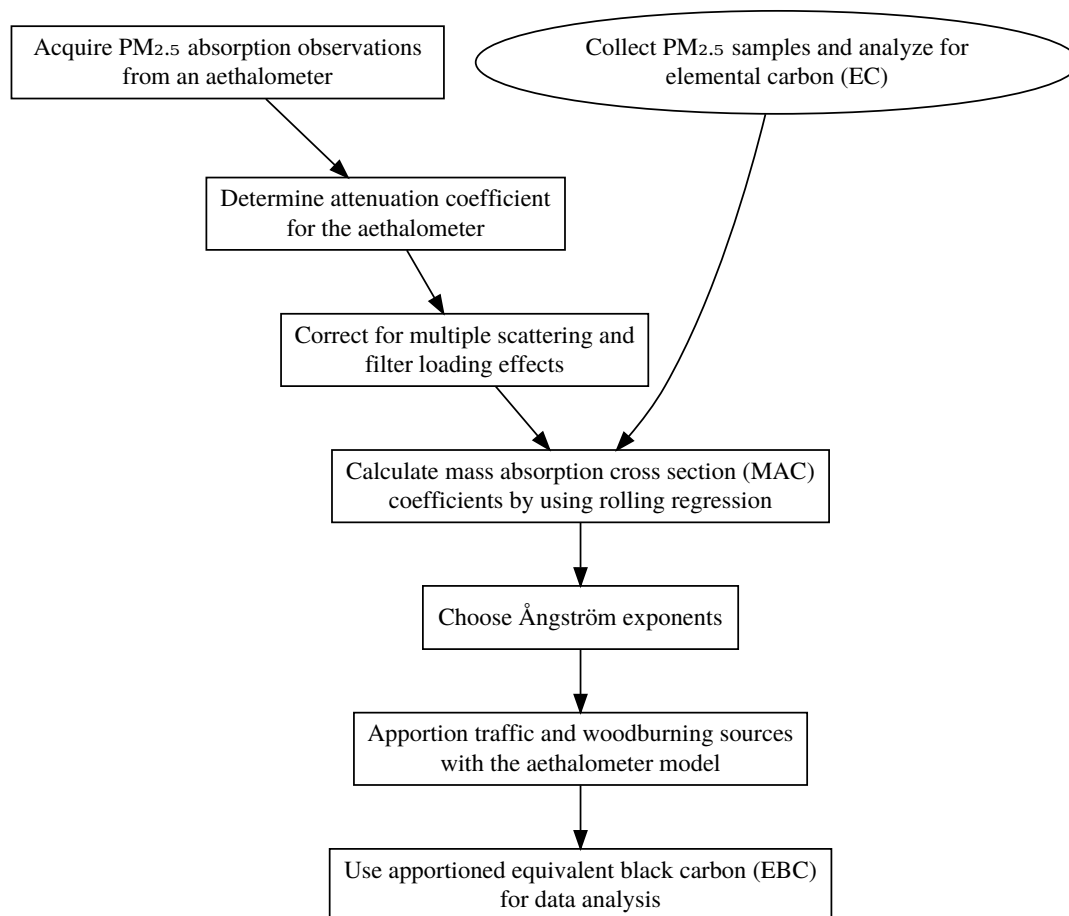 Acquire PM2.5 absorption observations
from an aethalometer
Collect PM2.5 samples and analyze for
elemental carbon (EC)
Determine attenuation coefficient
for the aethalometer
Correct for multiple scattering and
filter loading effects
Calculate mass absorption cross section (MAC)
coefficients by using rolling regression
Choose Ångström exponents
Apportion traffic and woodburning sources
with the aethalometer model
Use apportioned equivalent black carbon (EBC)
for data analysis